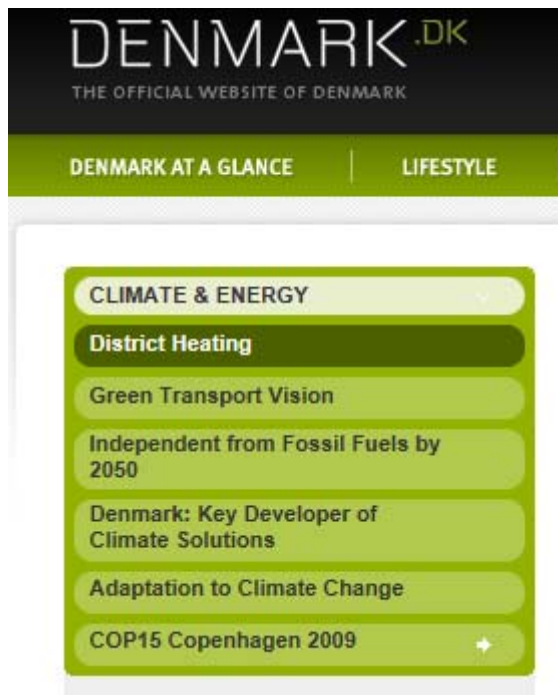 DENMARK.DK
THE OFFICIAL WEBSITE OF DENMARK
DENMARK AT A GLANCE
LIFESTYLE
CLIMATE & ENERGY
District Heating
Green Transport Vision
Independent from Fossil Fuels by
2050
Denmark: Key Developer of
Climate Solutions
Adaptation to Climate Change
COP15 Copenhagen 2009